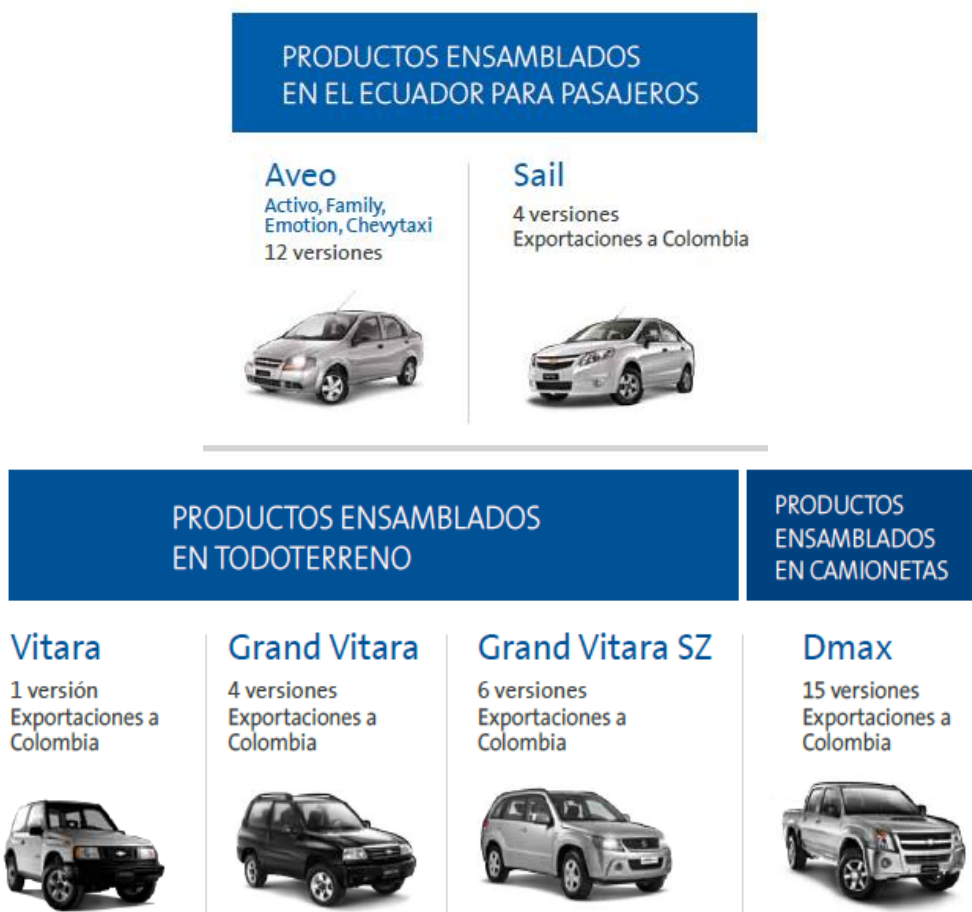 PRODUCTOS ENSAMBLADOS
EN EL ECUADOR PARA PASAJEROS
Aveo
Activo, Family,
Emotion, Chevytaxi
12 versiones
Sail
4 versiones
Exportaciones a Colombia
PRODUCTOS ENSAMBLADOS
EN TODOTERRENO
PRODUCTOS
ENSAMBLADOS
EN CAMIONETAS
Vitara
1 versión
Exportaciones a
Colombia
Grand Vitara
4 versiones
Exportaciones a
Colombia
Grand Vitara SZ
6 versiones
Exportaciones a
Colombia
Dmax
15 versiones
Exportaciones a
Colombia